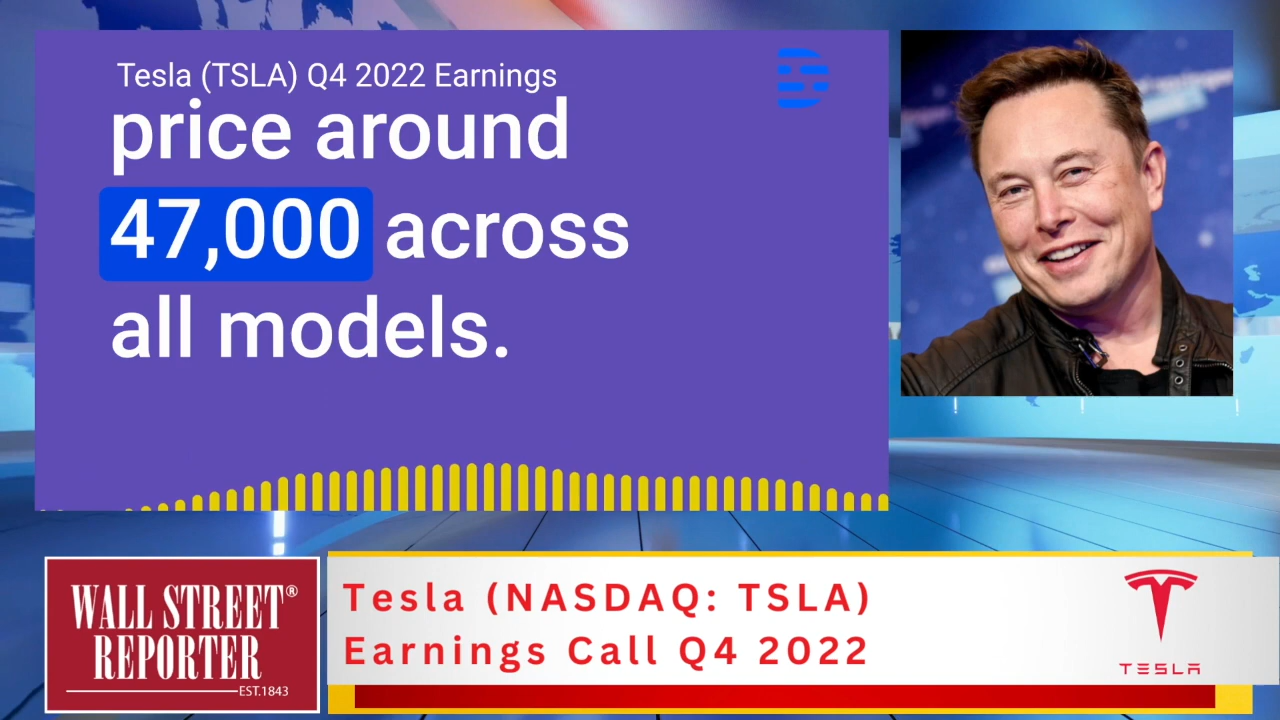 Tesla (TSLA) Q4 2022 Earnings
price around
47,000 across
all models.
WALL STREET®
REPORTER
EST.1843
Tesla (NASDAQ: TSLA)
Earnings Call Q4 2022
TESLA